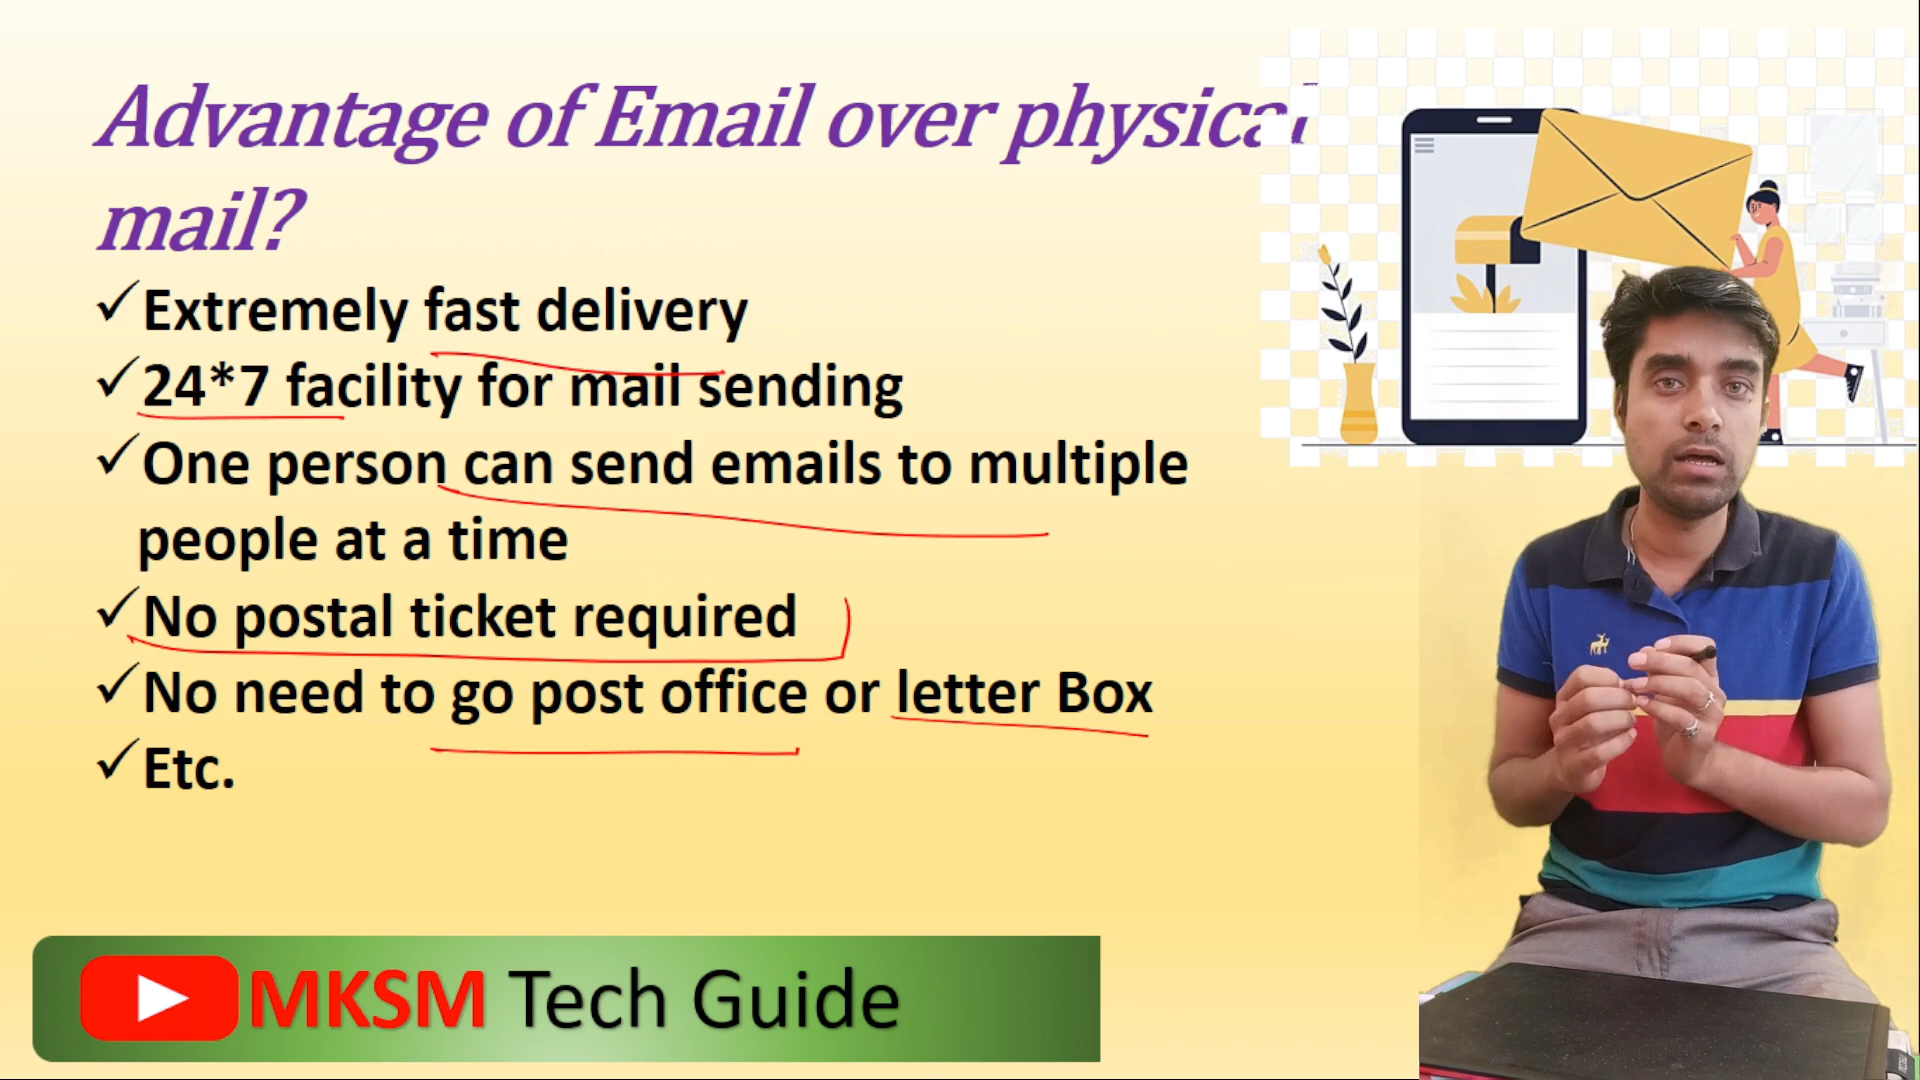 Advantage of Email over physical
mail?
✓Extremely fast delivery
✓24*7 facility for mail sending
✓One person can send emails to multiple
people at a time
✓No postal ticket required
✓No need to go post office or letter Box
✓Etc.
MKSM Tech Guide